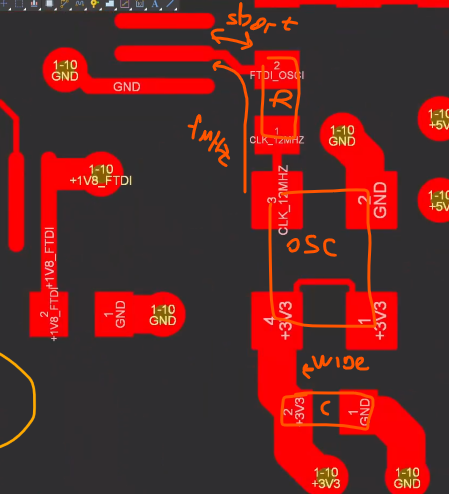 short
1-10
GND
2
FTDI_OSCI
GND
R
fMHz
1
CLK_12MHZ
1-10
GND
1-10
+5V
1-10
+1V8_FTDI
3
CLK_12MHZ
2
GND
1-10
+5V
OSC
+1V8_FTDI
2
+1V8_FTDI
1
GND
1-10
GND
4
+3V3
1
+3V3
WIDE
2
+3V3
C
1
GND
1-10
+3V3
1-10
GND